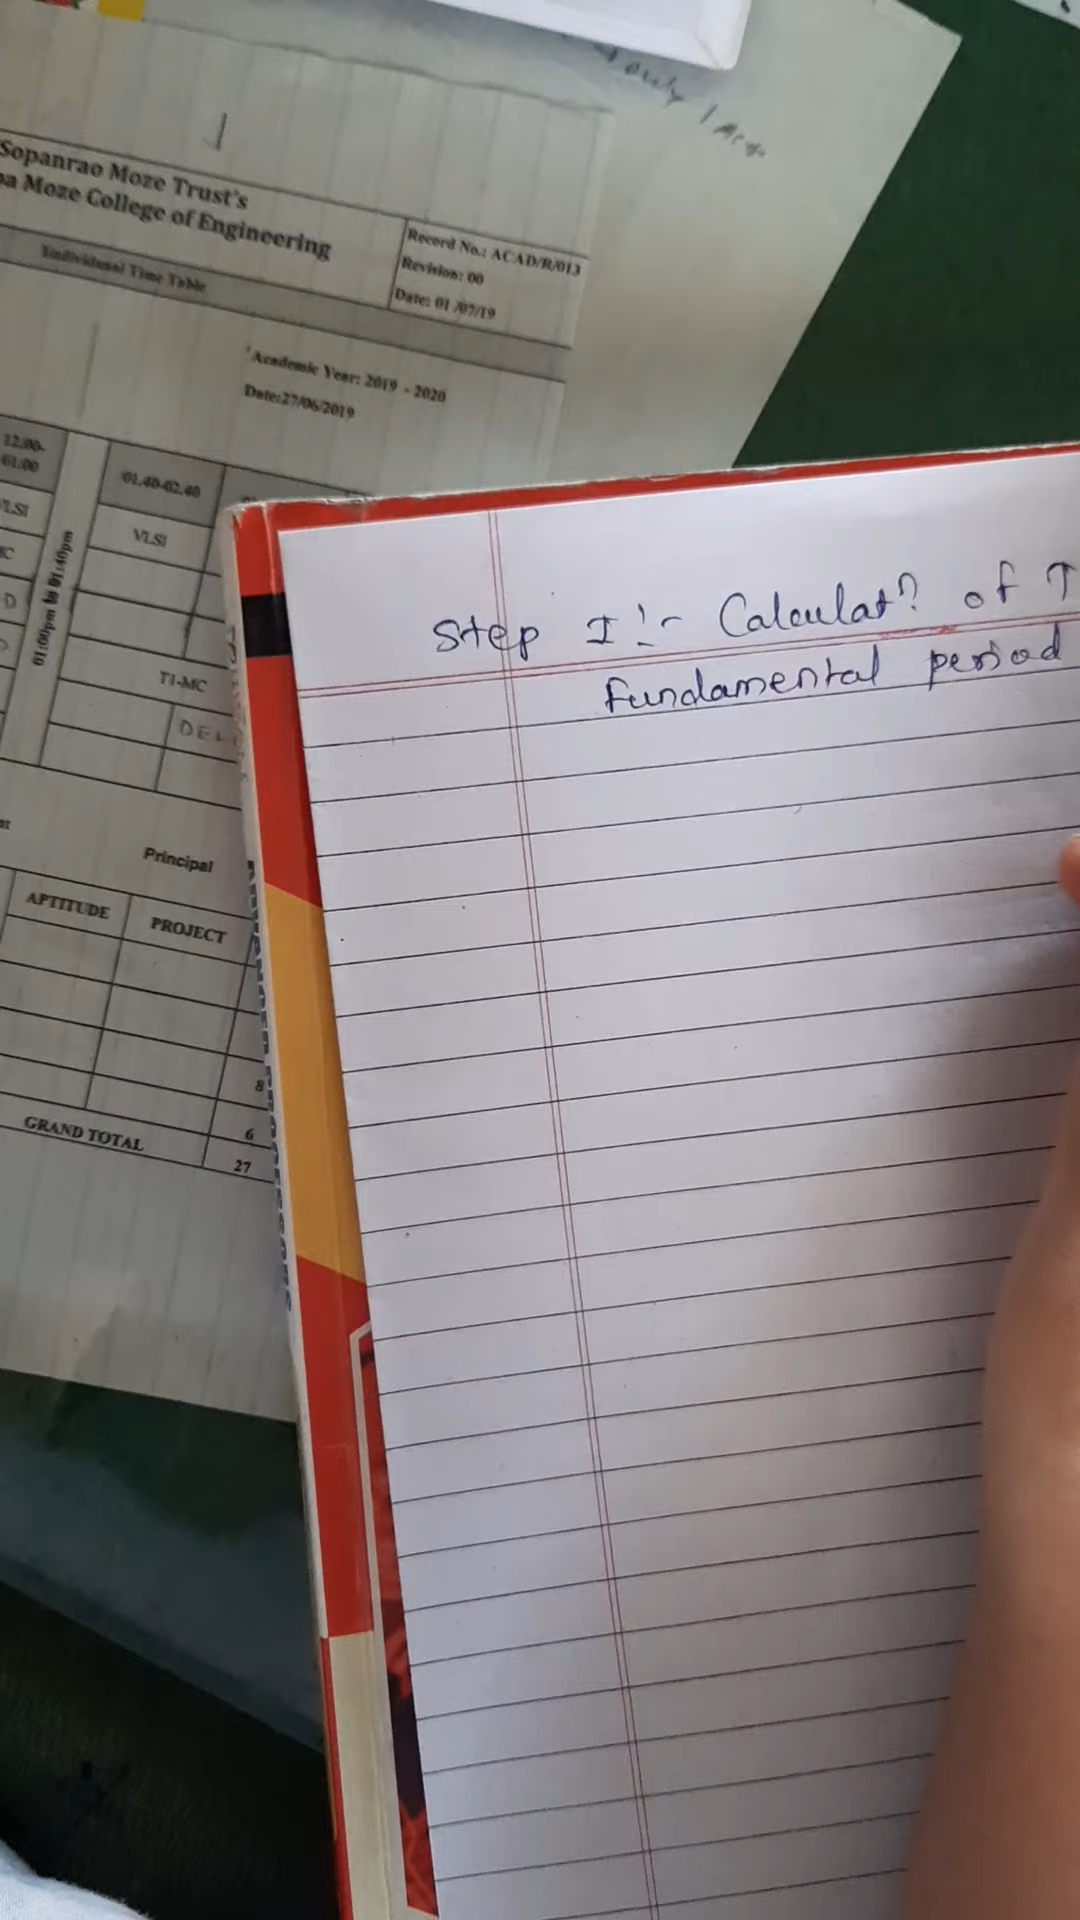 Sopanrao Moze Trust's
a Moze College of Engineering
Record No.: ACAD/R/013
Revision: 00
Date: 01/07/19
Individual Time Table
Academic Year: 2019 - 2020
Date:27/06/2019
12.00-
01.00
01.40-02.40
VLSI
VLSI
01:00pm to 01:40pm
TI-MC
DEL
Principal
APTITUDE
PROJECT
8
6
GRAND TOTAL
27
Step I :- Calculatn of T
fundamental period